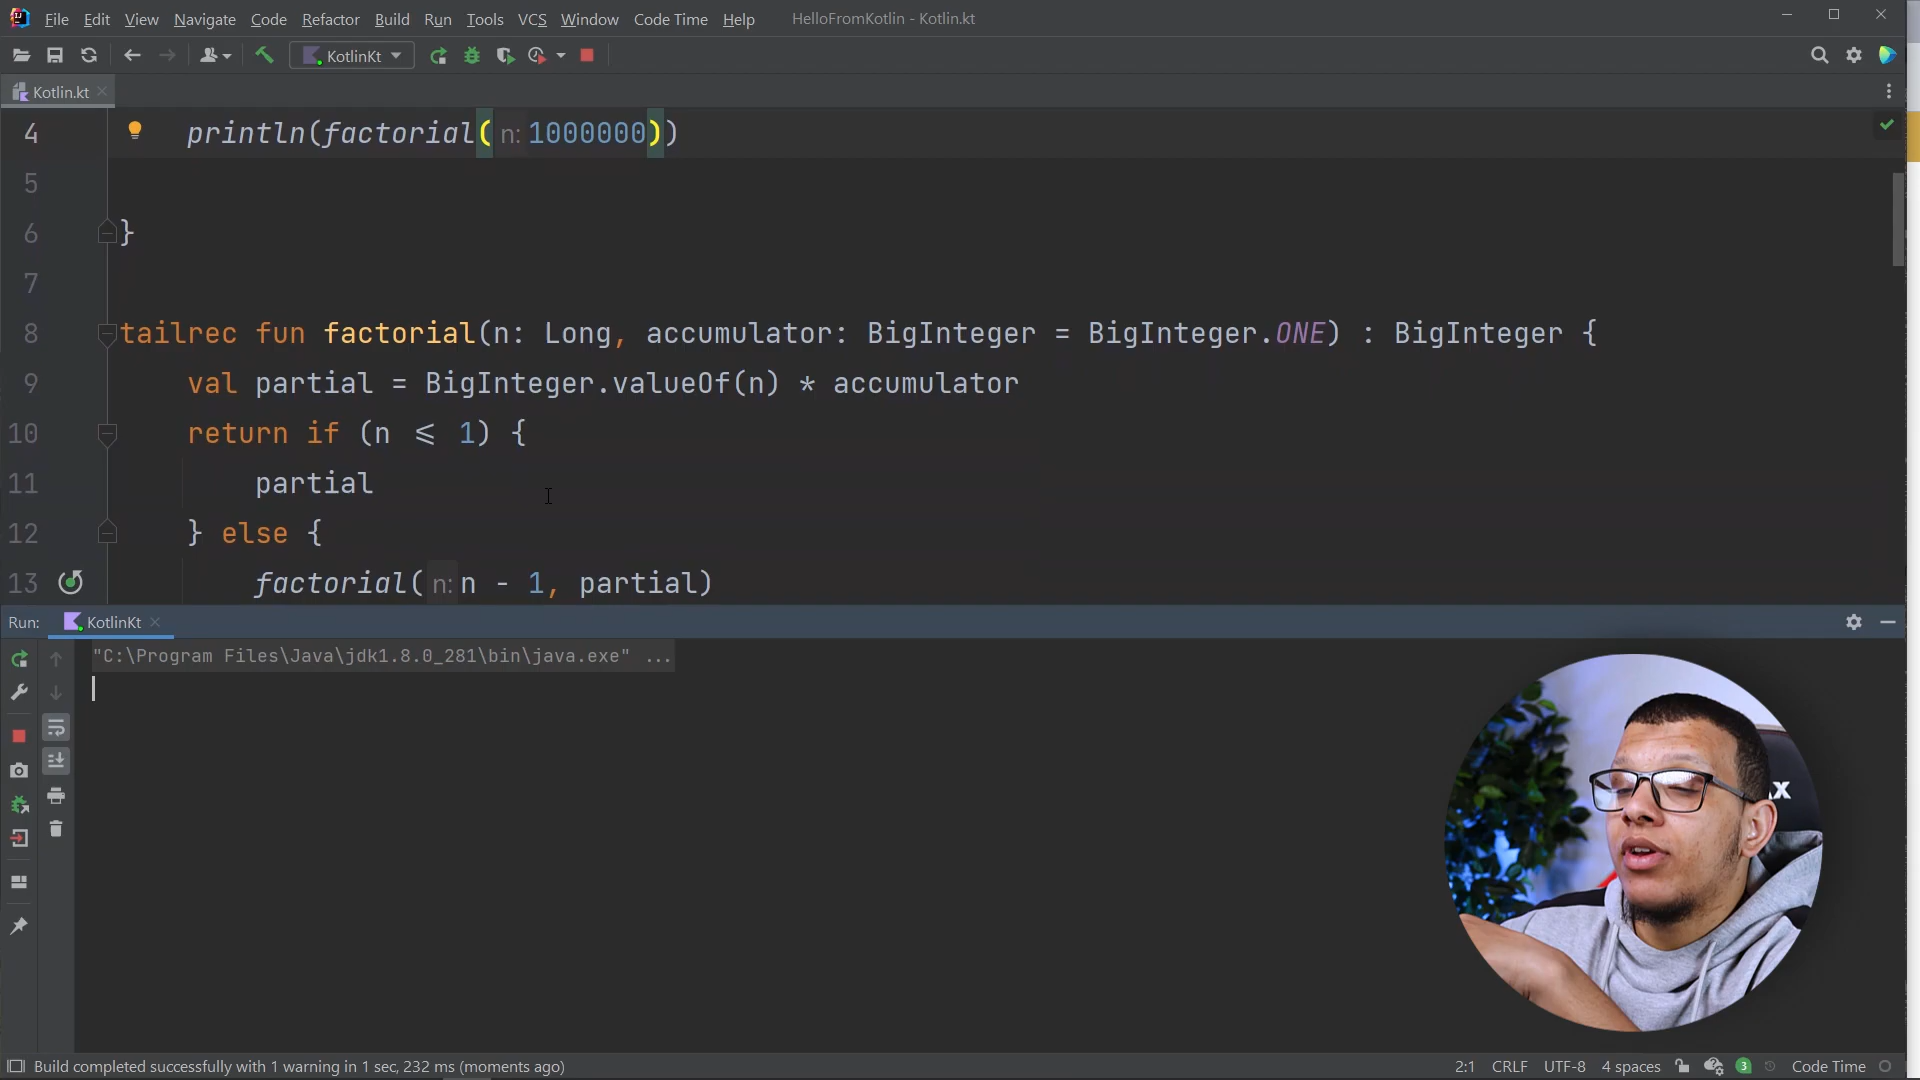 File Edit View Navigate Code Refactor Build Run Tools VCS Window Code Time Help HelloFromKotlin - Kotlin.kt
KotlinKt
Kotlin.kt
4 println(factorial( n: 1000000))
5
6 }
7
8 tailrec fun factorial(n: Long, accumulator: BigInteger = BigInteger.ONE) : BigInteger {
9 val partial = BigInteger.valueOf(n) * accumulator
10 return if (n ⩽ 1) {
11 partial
12 } else {
13 factorial( n: n - 1, partial)
Run: KotlinKt
"C:\Program Files\Java\jdk1.8.0_281\bin\java.exe" ...
AX
Build completed successfully with 1 warning in 1 sec, 232 ms (moments ago) 2:1 CRLF UTF-8 4 spaces 3 Code Time